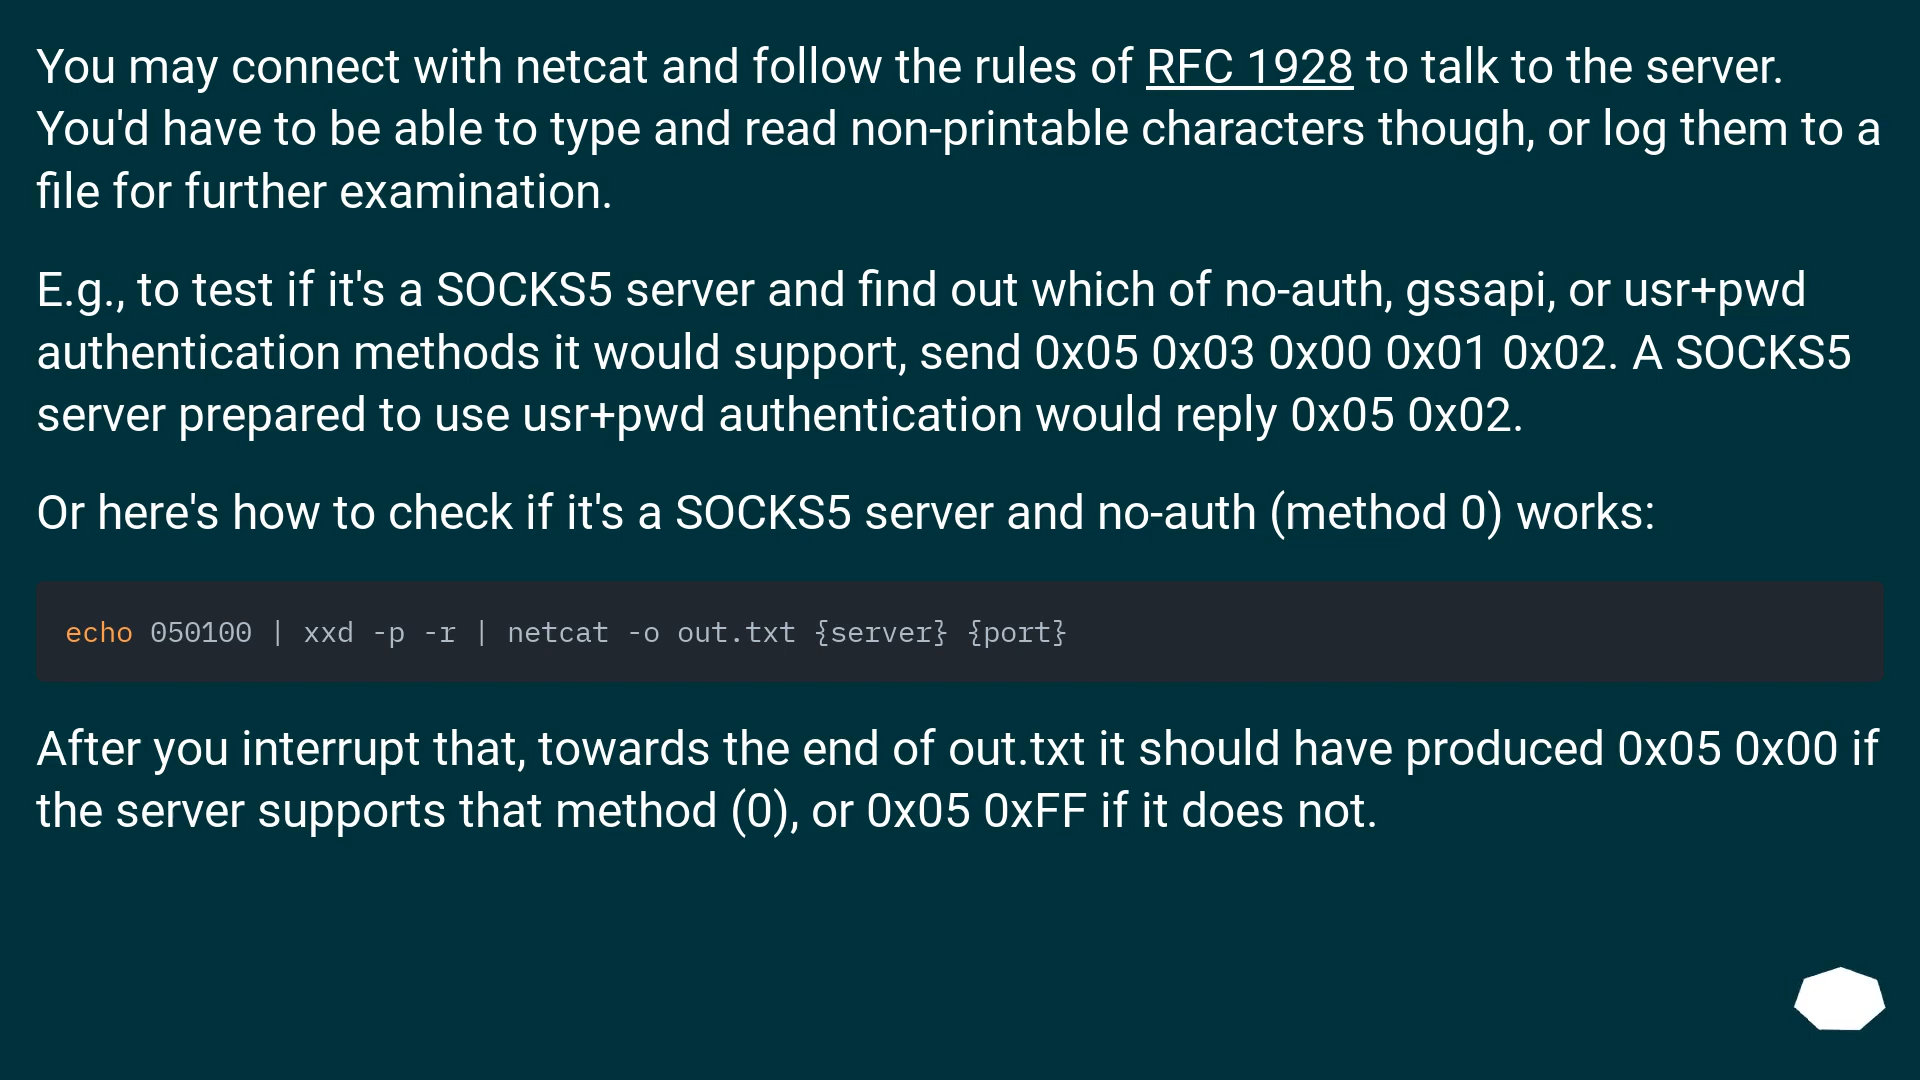 You may connect with netcat and follow the rules of RFC 1928 to talk to the server.
You'd have to be able to type and read non-printable characters though, or log them to a
file for further examination.
E.g., to test if it's a SOCKS5 server and find out which of no-auth, gssapi, or usr+pwd
authentication methods it would support, send 0x05 0x03 0x00 0x01 0x02. A SOCKS5
server prepared to use usr+pwd authentication would reply 0x05 0x02.
Or here's how to check if it's a SOCKS5 server and no-auth (method 0) works:
echo 050100 | xxd -p -r | netcat -o out.txt {server} {port}
After you interrupt that, towards the end of out.txt it should have produced 0x05 0x00 if
the server supports that method (0), or 0x05 0xFF if it does not.